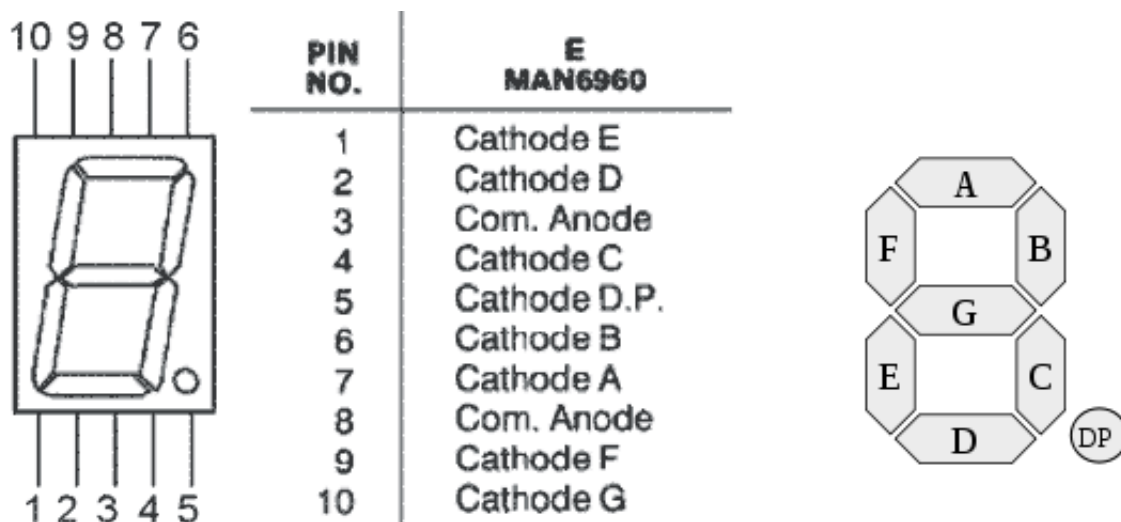 10 9 8 7 6
1 2 3 4 5
PIN NO. E MAN6960
1 Cathode E
2 Cathode D
3 Com. Anode
4 Cathode C
5 Cathode D.P.
6 Cathode B
7 Cathode A
8 Com. Anode
9 Cathode F
10 Cathode G
A
F B
G
E C
D DP